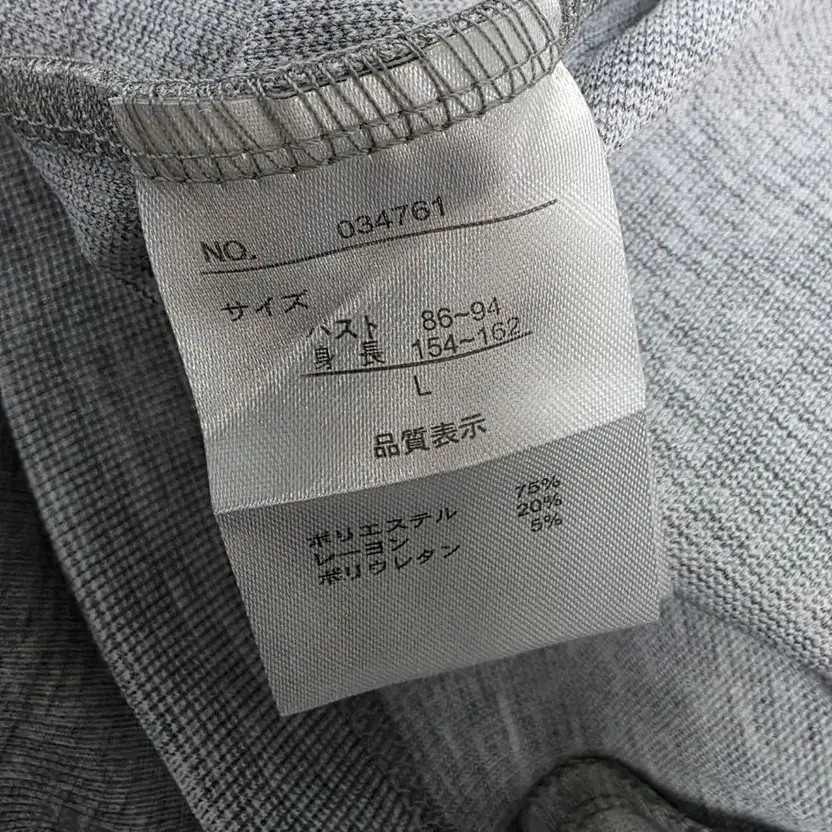 NO. 034761
サイズ
バスト 86~94
身長 154~162
L
品質表示
ポリエステル 75%
レーヨン 20%
ポリウレタン 5%